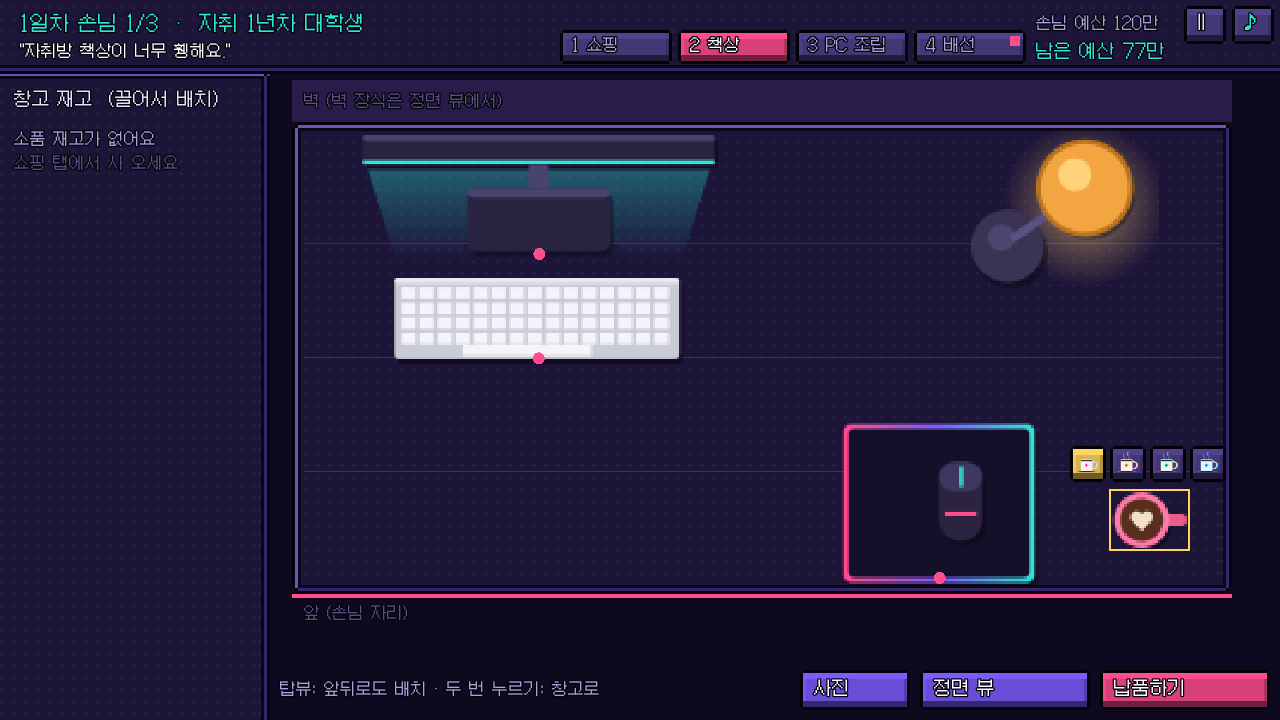 1일차 손님 1/3 · 자취 1년차 대학생
"자취방 책상이 너무 휑해요."
1 쇼핑
2 책상
3 PC 조립
4 배선
손님 예산 120만
남은 예산 77만
창고 재고 (끌어서 배치)
소품 재고가 없어요
쇼핑 탭에서 사 오세요
벽 (벽 장식은 정면 뷰에서)
앞 (손님 자리)
탑뷰: 앞뒤로도 배치 · 두 번 누르기: 창고로
사진
정면 뷰
납품하기